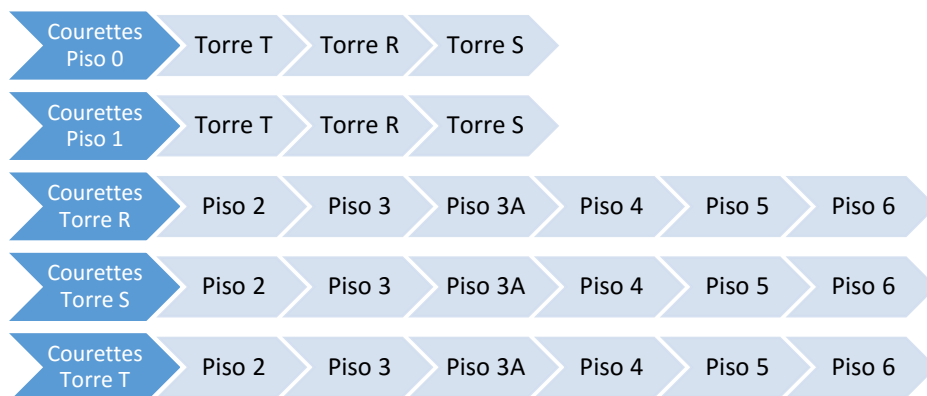 Courettes
Piso 0
Torre T
Torre R
Torre S
Courettes
Piso 1
Torre T
Torre R
Torre S
Courettes
Torre R
Piso 2
Piso 3
Piso 3A
Piso 4
Piso 5
Piso 6
Courettes
Torre S
Piso 2
Piso 3
Piso 3A
Piso 4
Piso 5
Piso 6
Courettes
Torre T
Piso 2
Piso 3
Piso 3A
Piso 4
Piso 5
Piso 6